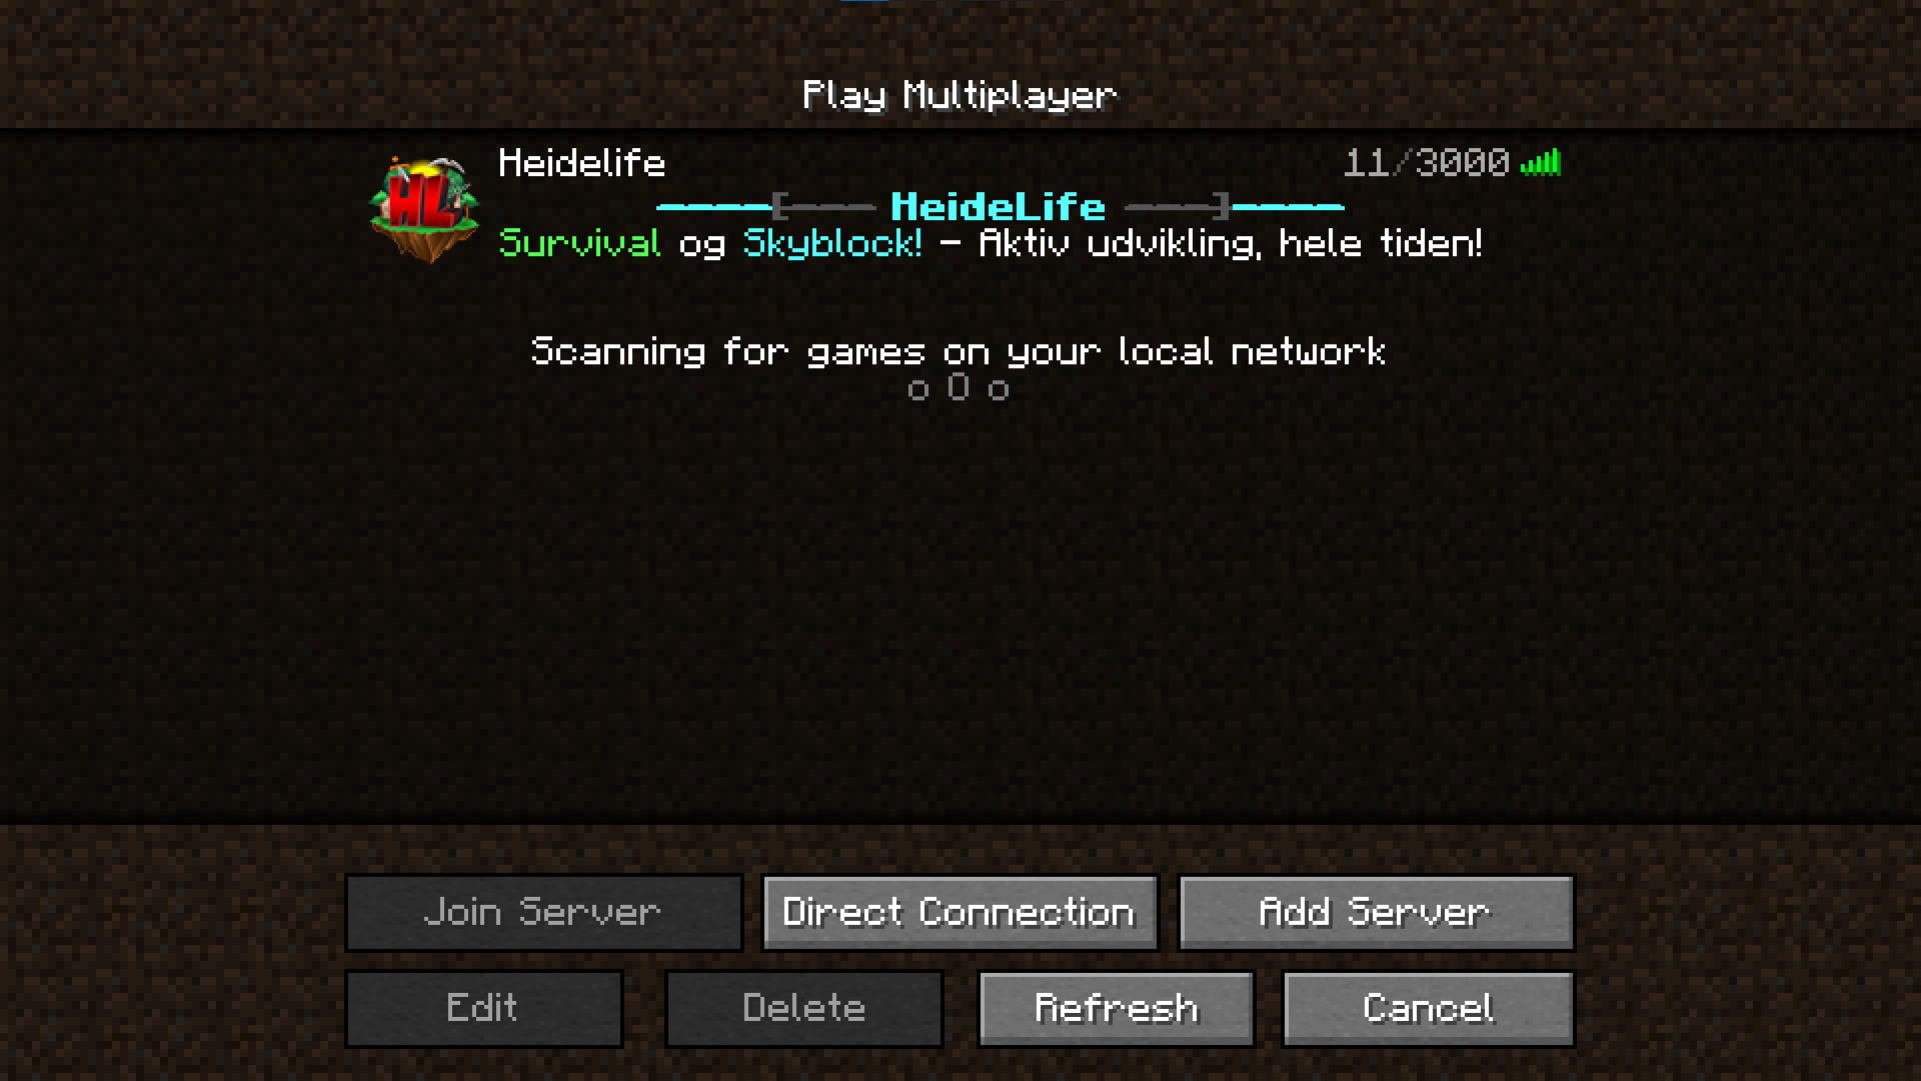 Play Multiplayer
Heidelife 11/3000
————[———— HeideLife ————]————
Survival og Skyblock! - Aktiv udvikling, hele tiden!
HL
Scanning for games on your local network
o O o
Join Server Direct Connection Add Server
Edit Delete Refresh Cancel